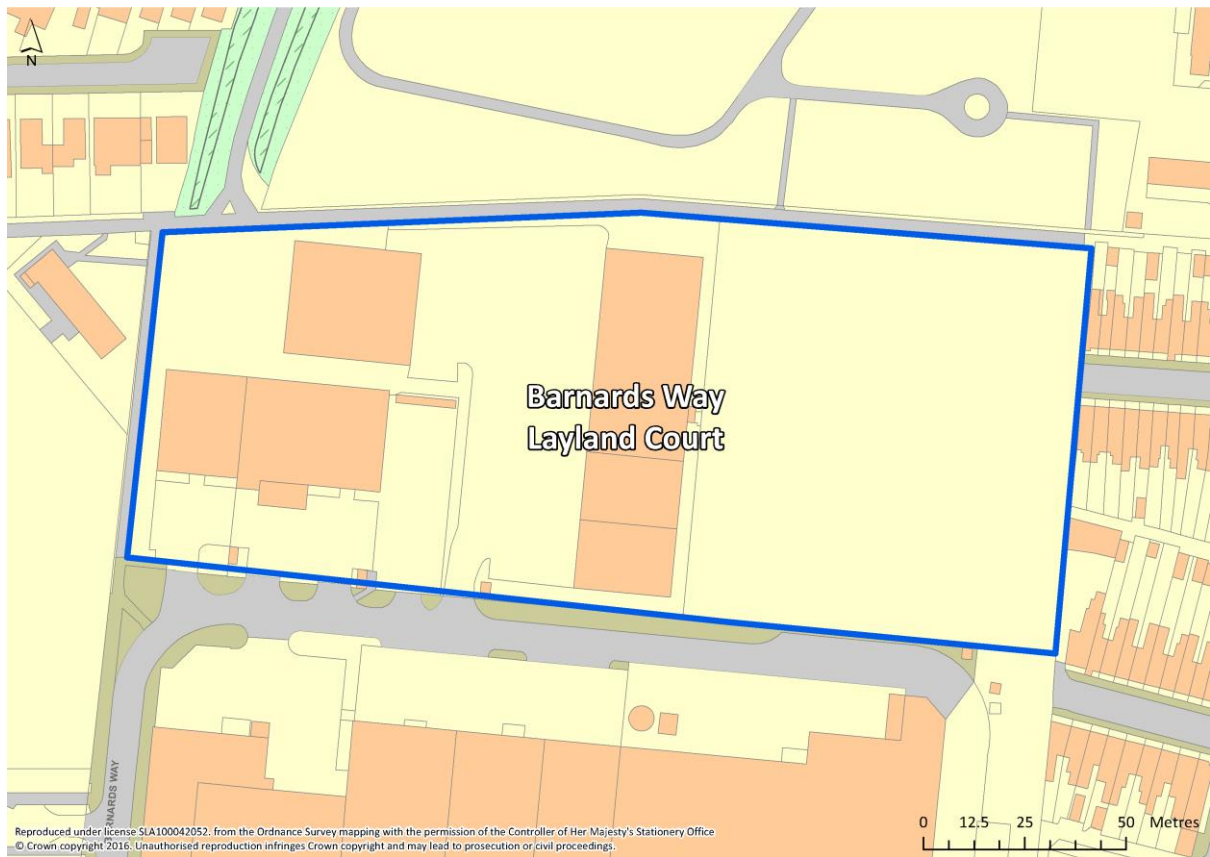 N
Barnards Way
Layland Court
BARNARDS WAY
Reproduced under license SLA100042052. from the Ordnance Survey mapping with the permission of the Controller of Her Majesty's Stationery Office
© Crown copyright 2016. Unauthorised reproduction infringes Crown copyright and may lead to prosecution or civil proceedings.
0 12.5 25 50 Metres